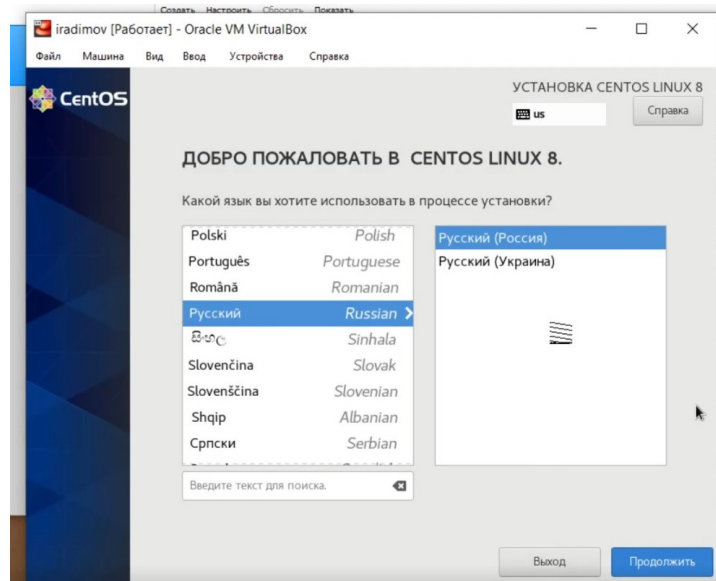 Создать Настроить Сбросить Показать
iradimov [Работает] - Oracle VM VirtualBox
Файл Машина Вид Ввод Устройства Справка
CentOS
УСТАНОВКА CENTOS LINUX 8
us
Справка
ДОБРО ПОЖАЛОВАТЬ В CENTOS LINUX 8.
Какой язык вы хотите использовать в процессе установки?
Polski Polish
Português Portuguese
Română Romanian
Русский Russian
සිංහල Sinhala
Slovenčina Slovak
Slovenščina Slovenian
Shqip Albanian
Српски Serbian
Русский (Россия)
Русский (Украина)
Введите текст для поиска.
Выход
Продолжить